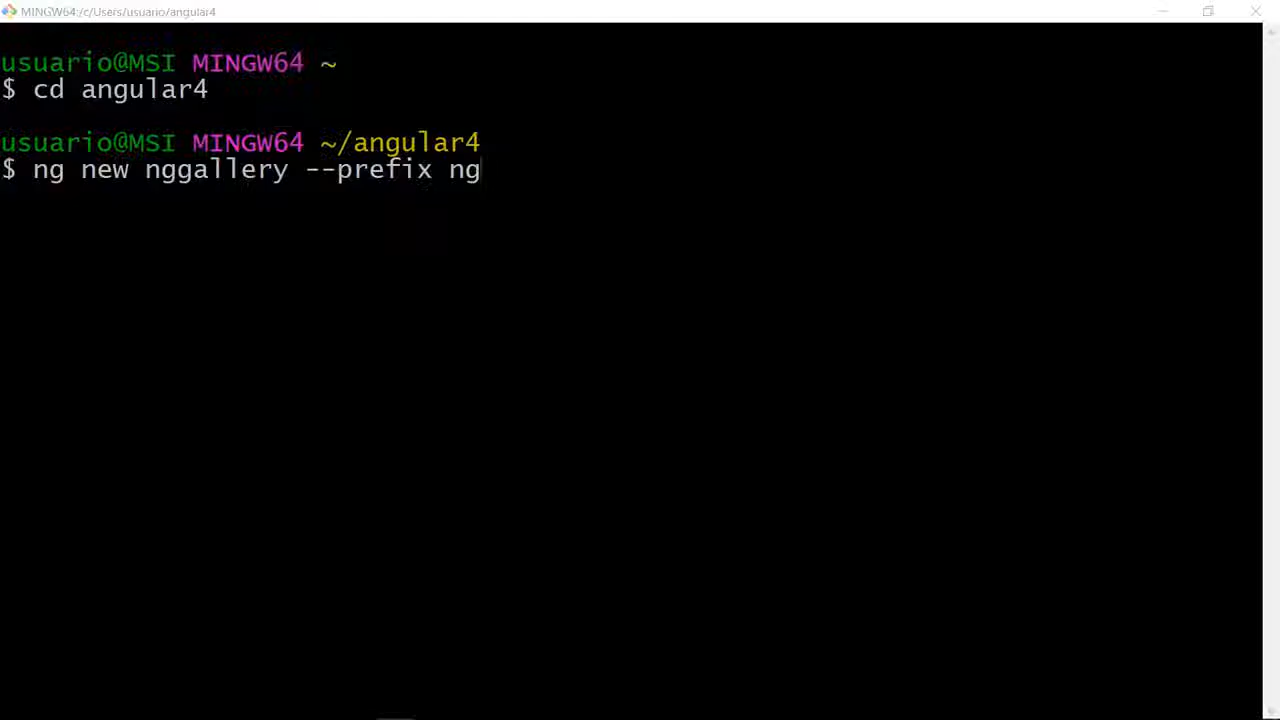 MINGW64:/c/Users/usuario/angular4
usuario@MSI MINGW64 ~
$ cd angular4
usuario@MSI MINGW64 ~/angular4
$ ng new nggallery --prefix ng